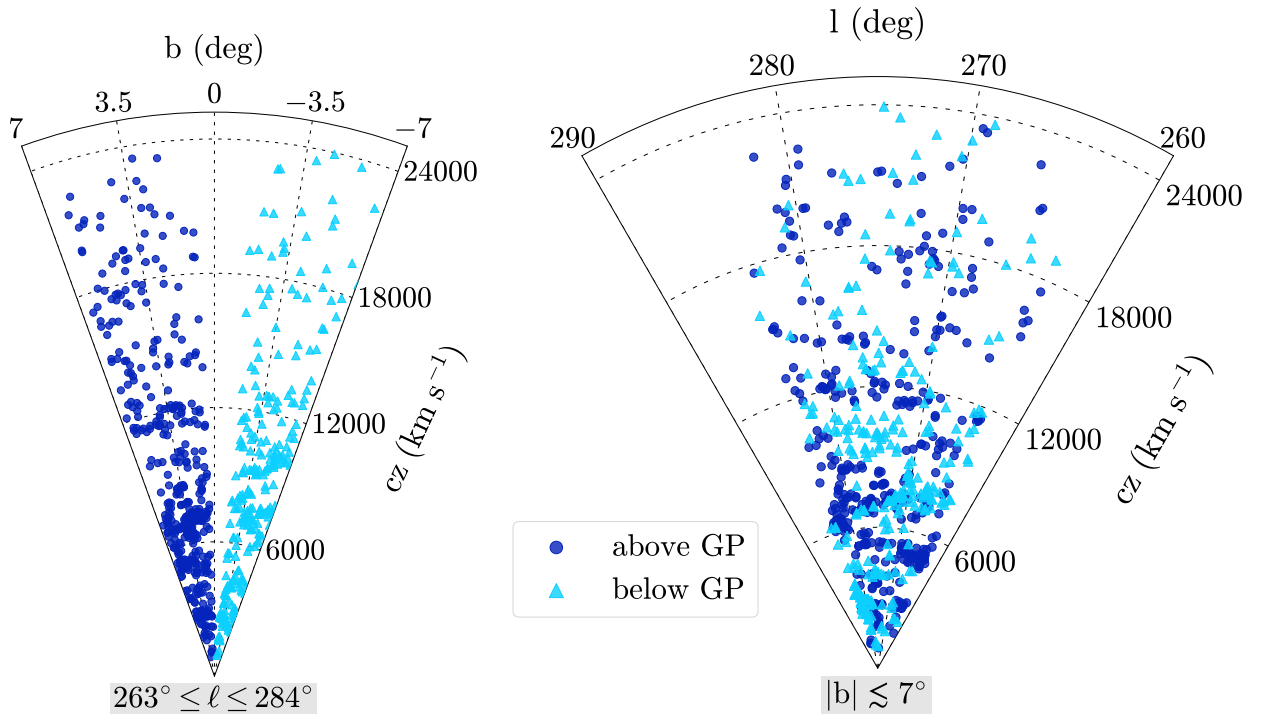 b (deg)
7
3.5
0
−3.5
−7
24000
18000
12000
6000
cz (km s⁻¹)
263° ≤ ℓ ≤ 284°
l (deg)
290
280
270
260
24000
18000
12000
6000
cz (km s⁻¹)
|b| ≲ 7°
above GP
below GP